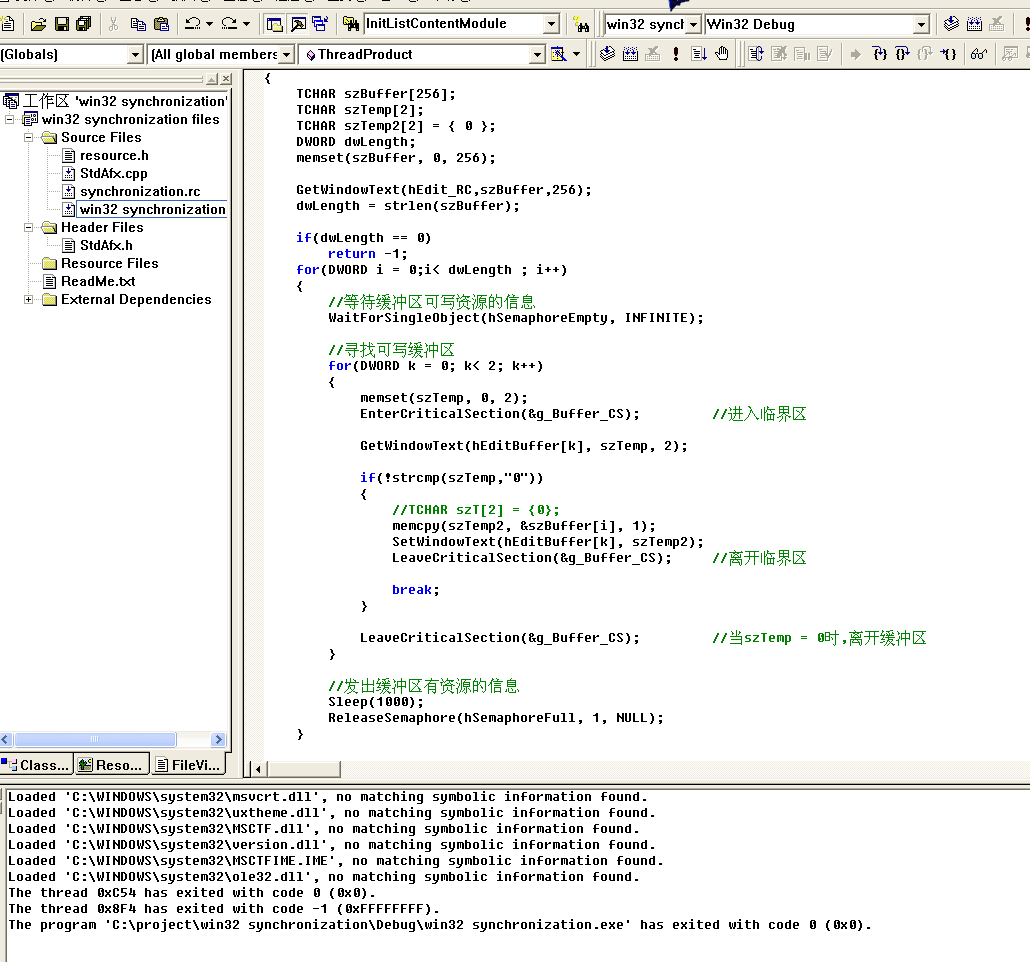 InitListContentModule
win32 synch
Win32 Debug
(Globals)
[All global members
ThreadProduct
工作区 'win32 synchronization'
win32 synchronization files
Source Files
resource.h
StdAfx.cpp
synchronization.rc
win32 synchronization
Header Files
StdAfx.h
Resource Files
ReadMe.txt
External Dependencies
Class...
Reso...
FileVi...
{
TCHAR szBuffer[256];
TCHAR szTemp[2];
TCHAR szTemp2[2] = { 0 };
DWORD dwLength;
memset(szBuffer, 0, 256);
GetWindowText(hEdit_RC,szBuffer,256);
dwLength = strlen(szBuffer);
if(dwLength == 0)
return -1;
for(DWORD i = 0;i< dwLength ; i++)
{
//等待缓冲区可写资源的信息
WaitForSingleObject(hSemaphoreEmpty, INFINITE);
//寻找可写缓冲区
for(DWORD k = 0; k< 2; k++)
{
memset(szTemp, 0, 2);
EnterCriticalSection(&g_Buffer_CS); //进入临界区
GetWindowText(hEditBuffer[k], szTemp, 2);
if(!strcmp(szTemp,"0"))
{
//TCHAR szT[2] = {0};
memcpy(szTemp2, &szBuffer[i], 1);
SetWindowText(hEditBuffer[k], szTemp2);
LeaveCriticalSection(&g_Buffer_CS); //离开临界区
break;
}
LeaveCriticalSection(&g_Buffer_CS); //当szTemp = 0时,离开缓冲区
}
//发出缓冲区有资源的信息
Sleep(1000);
ReleaseSemaphore(hSemaphoreFull, 1, NULL);
}
Loaded 'C:\WINDOWS\system32\msvcrt.dll', no matching symbolic information found.
Loaded 'C:\WINDOWS\system32\uxtheme.dll', no matching symbolic information found.
Loaded 'C:\WINDOWS\system32\MSCTF.dll', no matching symbolic information found.
Loaded 'C:\WINDOWS\system32\version.dll', no matching symbolic information found.
Loaded 'C:\WINDOWS\system32\MSCTFIME.IME', no matching symbolic information found.
Loaded 'C:\WINDOWS\system32\ole32.dll', no matching symbolic information found.
The thread 0xC54 has exited with code 0 (0x0).
The thread 0x8F4 has exited with code -1 (0xFFFFFFFF).
The program 'C:\project\win32 synchronization\Debug\win32 synchronization.exe' has exited with code 0 (0x0).